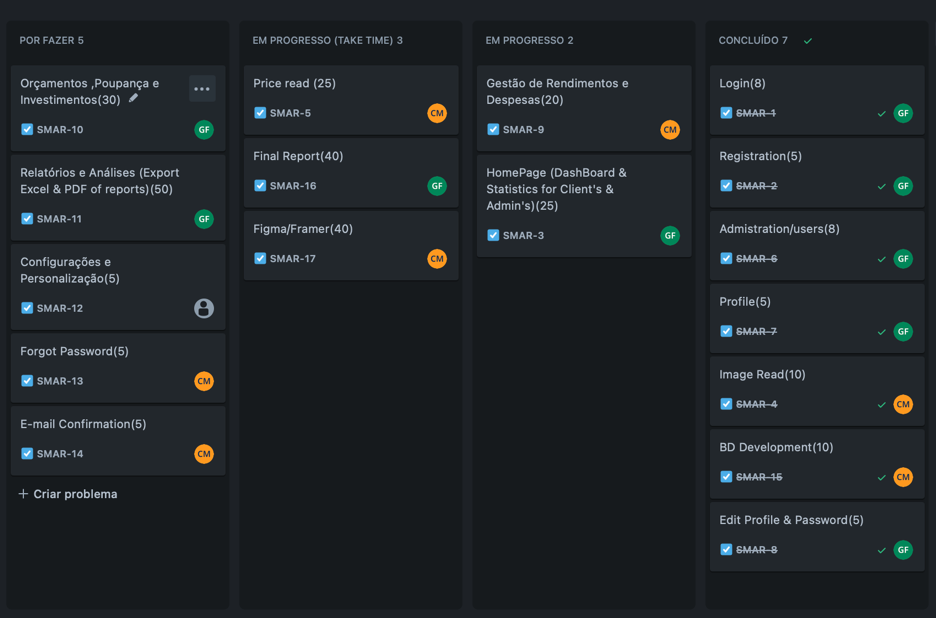 POR FAZER 5
Orçamentos ,Poupança e
Investimentos(30)
SMAR-10
GF
Relatórios e Análises (Export
Excel & PDF of reports)(50)
SMAR-11
GF
Configurações e
Personalização(5)
SMAR-12
Forgot Password(5)
SMAR-13
CM
E-mail Confirmation(5)
SMAR-14
CM
+ Criar problema
EM PROGRESSO (TAKE TIME) 3
Price read (25)
SMAR-5
CM
Final Report(40)
SMAR-16
GF
Figma/Framer(40)
SMAR-17
CM
EM PROGRESSO 2
Gestão de Rendimentos e
Despesas(20)
SMAR-9
CM
HomePage (DashBoard &
Statistics for Client's &
Admin's)(25)
SMAR-3
GF
CONCLUÍDO 7
Login(8)
SMAR-1
GF
Registration(5)
SMAR-2
GF
Admistration/users(8)
SMAR-6
GF
Profile(5)
SMAR-7
GF
Image Read(10)
SMAR-4
CM
BD Development(10)
SMAR-15
CM
Edit Profile & Password(5)
SMAR-8
GF